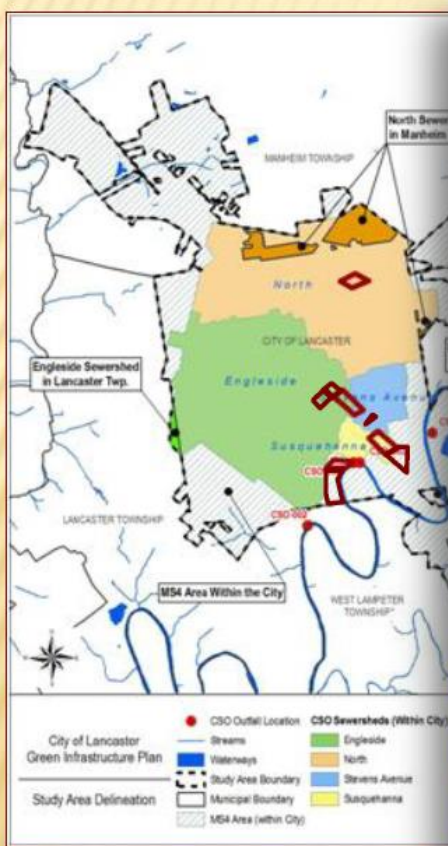 North Sewer
in Manheim
MANHEIM TOWNSHIP
North
CITY OF LANCASTER
Engleside Sewershed
in Lancaster Twp.
Engleside
ens Avenue
Susquehanna
CSO
LANCASTER TOWNSHIP
CSO 002
MS4 Area Within the City
WEST LAMPETER
TOWNSHIP
City of Lancaster
Green Infrastructure Plan
Study Area Delineation
CSO Outfall Location
Streams
Waterways
Study Area Boundary
Municipal Boundary
MS4 Area (within City)
CSO Sewersheds (Within City)
Engleside
North
Stevens Avenue
Susquehanna